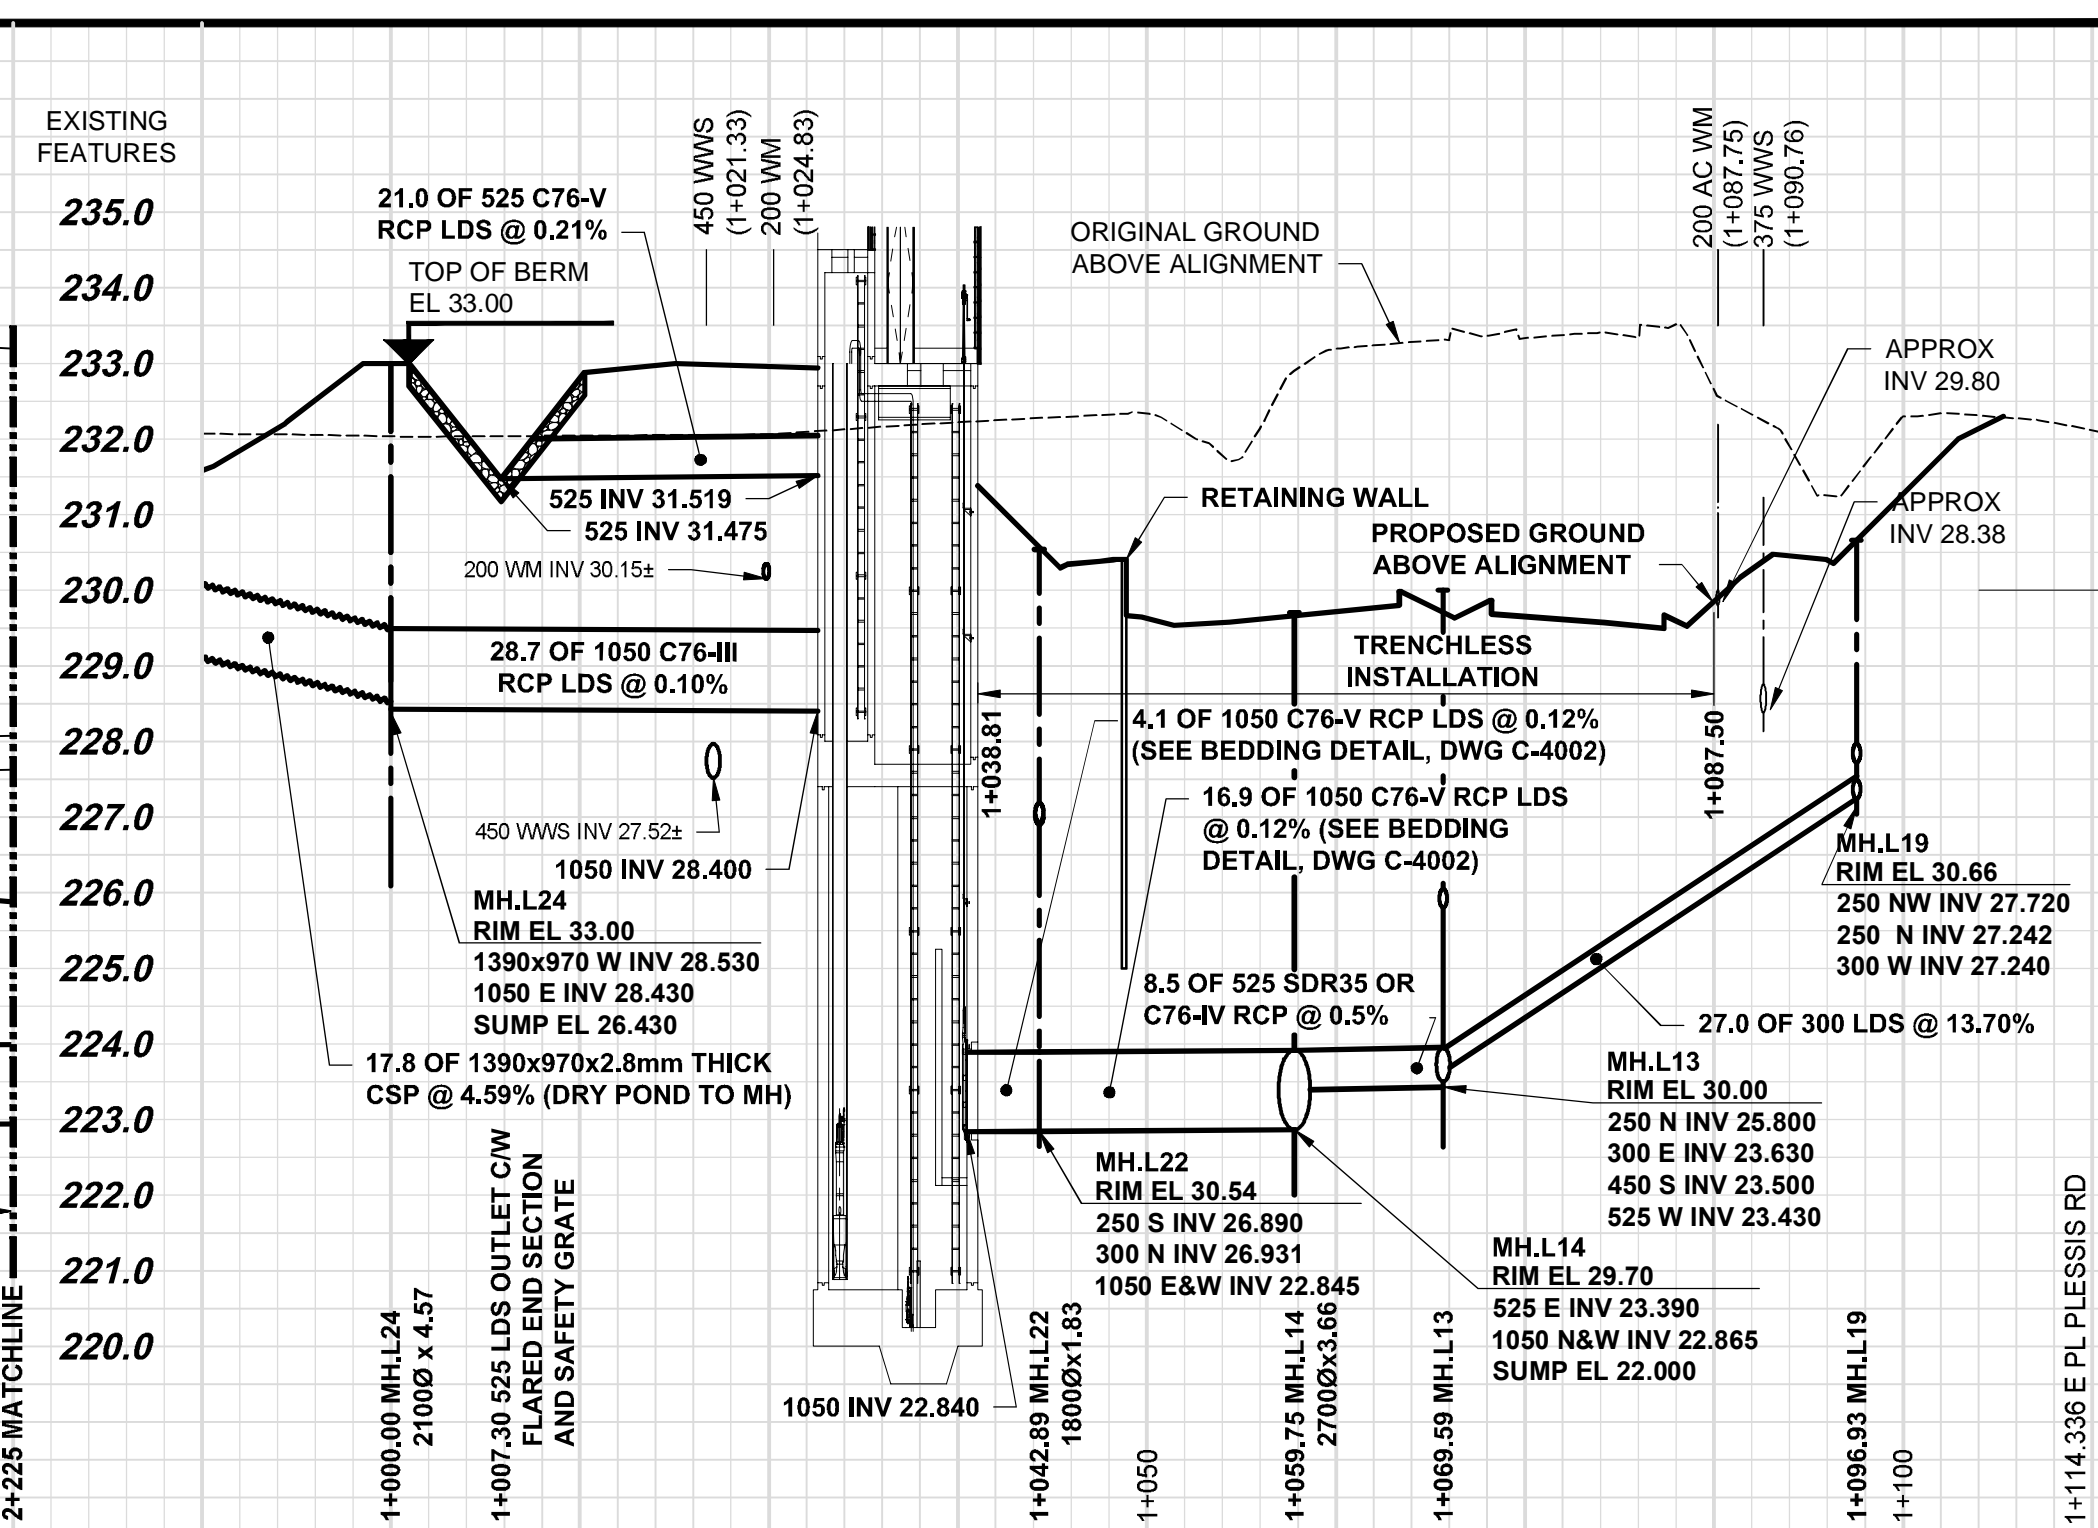 EXISTING
FEATURES
235.0
234.0
233.0
232.0
231.0
230.0
229.0
228.0
227.0
226.0
225.0
224.0
223.0
222.0
221.0
220.0
2+225 MATCHLINE
21.0 OF 525 C76-V
RCP LDS @ 0.21%
TOP OF BERM
EL 33.00
450 WWS
(1+021.33)
200 WM
(1+024.83)
525 INV 31.519
525 INV 31.475
200 WM INV 30.15±
28.7 OF 1050 C76-III
RCP LDS @ 0.10%
450 WWS INV 27.52±
1050 INV 28.400
MH.L24
RIM EL 33.00
1390x970 W INV 28.530
1050 E INV 28.430
SUMP EL 26.430
17.8 OF 1390x970x2.8mm THICK
CSP @ 4.59% (DRY POND TO MH)
1+000.00 MH.L24
2100Ø x 4.57
1+007.30 525 LDS OUTLET C/W
FLARED END SECTION
AND SAFETY GRATE
ORIGINAL GROUND
ABOVE ALIGNMENT
200 AC WM
(1+087.75)
375 WWS
(1+090.76)
APPROX
INV 29.80
APPROX
INV 28.38
RETAINING WALL
PROPOSED GROUND
ABOVE ALIGNMENT
TRENCHLESS
INSTALLATION
1+038.81
1+087.50
4.1 OF 1050 C76-V RCP LDS @ 0.12%
(SEE BEDDING DETAIL, DWG C-4002)
16.9 OF 1050 C76-V RCP LDS
@ 0.12% (SEE BEDDING
DETAIL, DWG C-4002)
8.5 OF 525 SDR35 OR
C76-IV RCP @ 0.5%
MH.L19
RIM EL 30.66
250 NW INV 27.720
250 N INV 27.242
300 W INV 27.240
27.0 OF 300 LDS @ 13.70%
MH.L13
RIM EL 30.00
250 N INV 25.800
300 E INV 23.630
450 S INV 23.500
525 W INV 23.430
MH.L22
RIM EL 30.54
250 S INV 26.890
300 N INV 26.931
1050 E&W INV 22.845
MH.L14
RIM EL 29.70
525 E INV 23.390
1050 N&W INV 22.865
SUMP EL 22.000
1050 INV 22.840
1+042.89 MH.L22
1800Øx1.83
1+050
1+059.75 MH.L14
2700Øx3.66
1+069.59 MH.L13
1+096.93 MH.L19
1+100
1+114.336 E PL PLESSIS RD